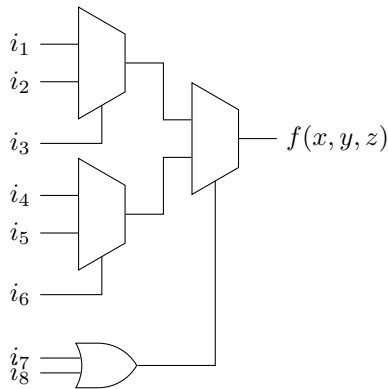 i₁
i₂
i₃
f(x, y, z)
i₄
i₅
i₆
i₇
i₈